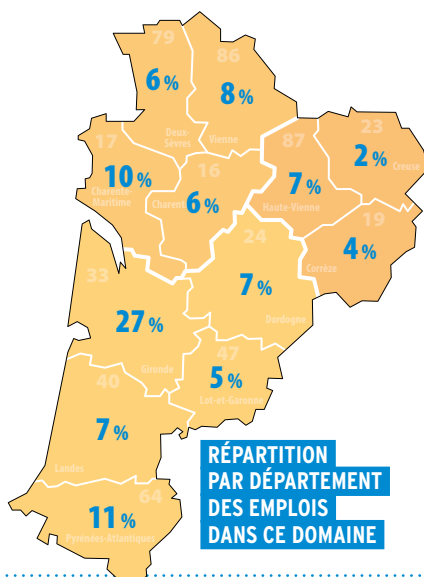 79
6 %
Deux-
Sèvres
86
8 %
Vienne
17
10 %
Charente-
Maritime
16
6 %
Charente
87
7 %
Haute-Vienne
23
2 %
Creuse
19
4 %
Corrèze
24
7 %
Dordogne
33
27 %
Gironde
47
5 %
Lot-et-Garonne
40
7 %
Landes
64
11 %
Pyrénées-Atlantiques
RÉPARTITION
PAR DÉPARTEMENT
DES EMPLOIS
DANS CE DOMAINE